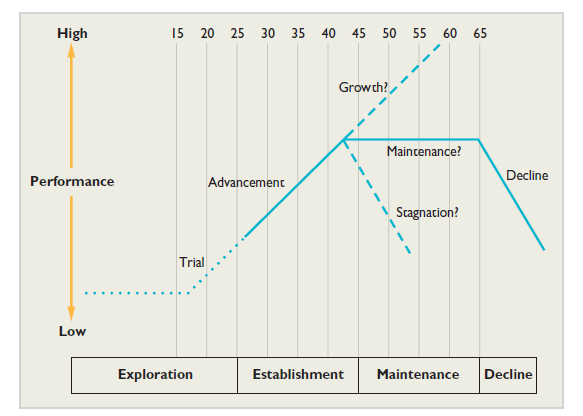 High 15 20 25 30 35 40 45 50 55 60 65
Growth?
Maintenance?
Performance Advancement Decline
Stagnation?
Trial
Low
Exploration Establishment Maintenance Decline